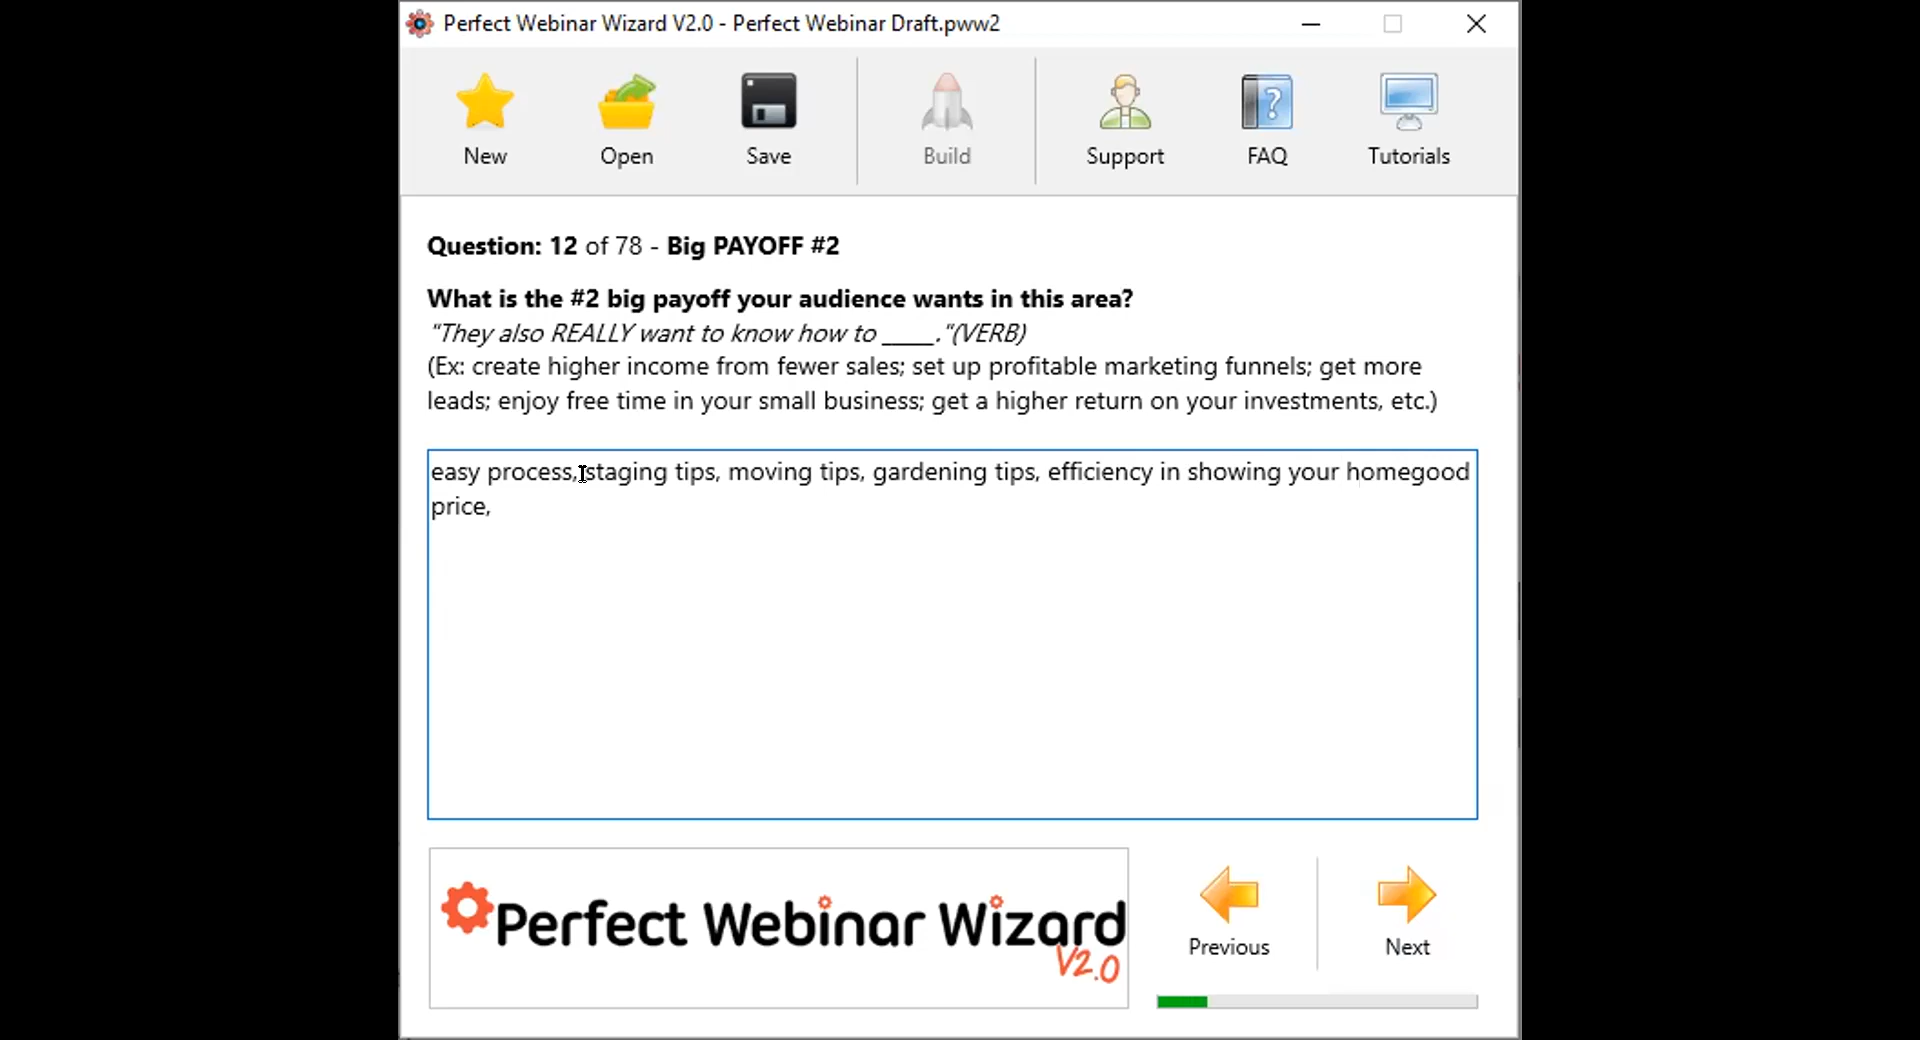 Perfect Webinar Wizard V2.0 - Perfect Webinar Draft.pww2
New Open Save Build Support FAQ Tutorials
Question: 12 of 78 - Big PAYOFF #2
What is the #2 big payoff your audience wants in this area?
"They also REALLY want to know how to _____."(VERB)
(Ex: create higher income from fewer sales; set up profitable marketing funnels; get more
leads; enjoy free time in your small business; get a higher return on your investments, etc.)
easy process, staging tips, moving tips, gardening tips, efficiency in showing your homegood
price,
Perfect Webinar Wizard
V2.0
Previous Next